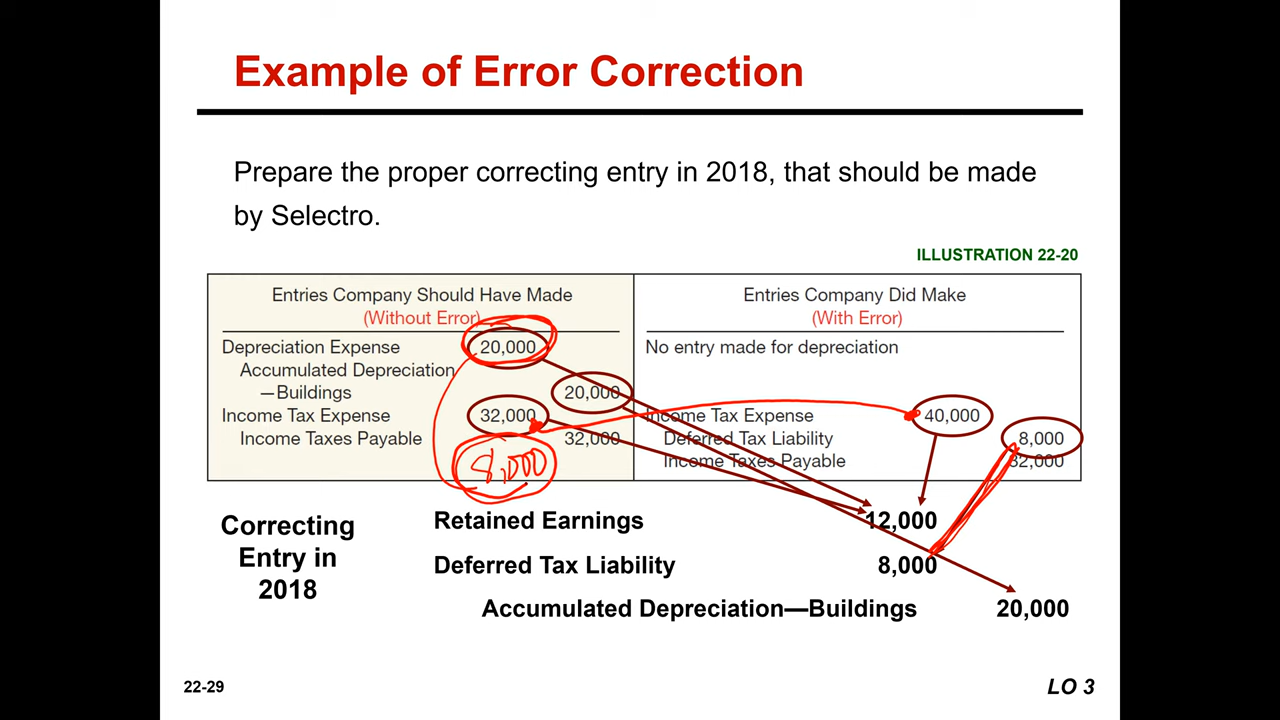 Example of Error Correction
Prepare the proper correcting entry in 2018, that should be made
by Selectro.
ILLUSTRATION 22-20
Entries Company Should Have Made
(Without Error)
Depreciation Expense 20,000
Accumulated Depreciation
—Buildings 20,000
Income Tax Expense 32,000
Income Taxes Payable 32,000
8,000
Entries Company Did Make
(With Error)
No entry made for depreciation
Income Tax Expense 40,000
Deferred Tax Liability 8,000
Income Taxes Payable 32,000
Correcting
Entry in
2018
Retained Earnings 12,000
Deferred Tax Liability 8,000
Accumulated Depreciation—Buildings 20,000
22-29
LO 3